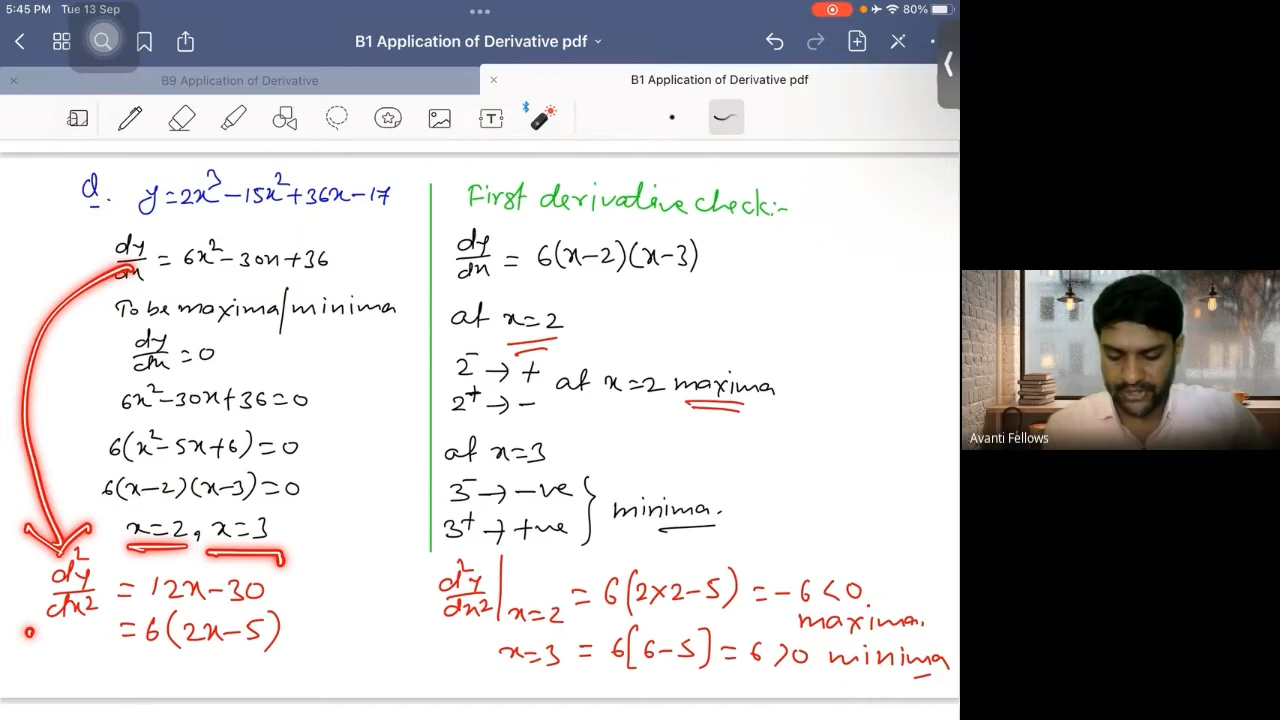 5:45 PM Tue 13 Sep
80%
B1 Application of Derivative pdf
B9 Application of Derivative
B1 Application of Derivative pdf
T
Q. y=2x³-15x²+36x-17
dy/dx = 6x²-30x+36
To be maxima/minima
dy/dx = 0
6x²-30x+36=0
6(x²-5x+6)=0
6(x-2)(x-3)=0
x=2, x=3
d²y/dx² = 12x-30
= 6(2x-5)
First derivative check:-
dy/dx = 6(x-2)(x-3)
at x=2
2⁻ → +
2⁺ → -
at x=2 maxima
at x=3
3⁻ → -ve
3⁺ → +ve
minima.
d²y/dx²|x=2 = 6(2×2-5) = -6<0
maxima.
x=3 = 6[6-5] = 6>0 minima
Avanti Fellows